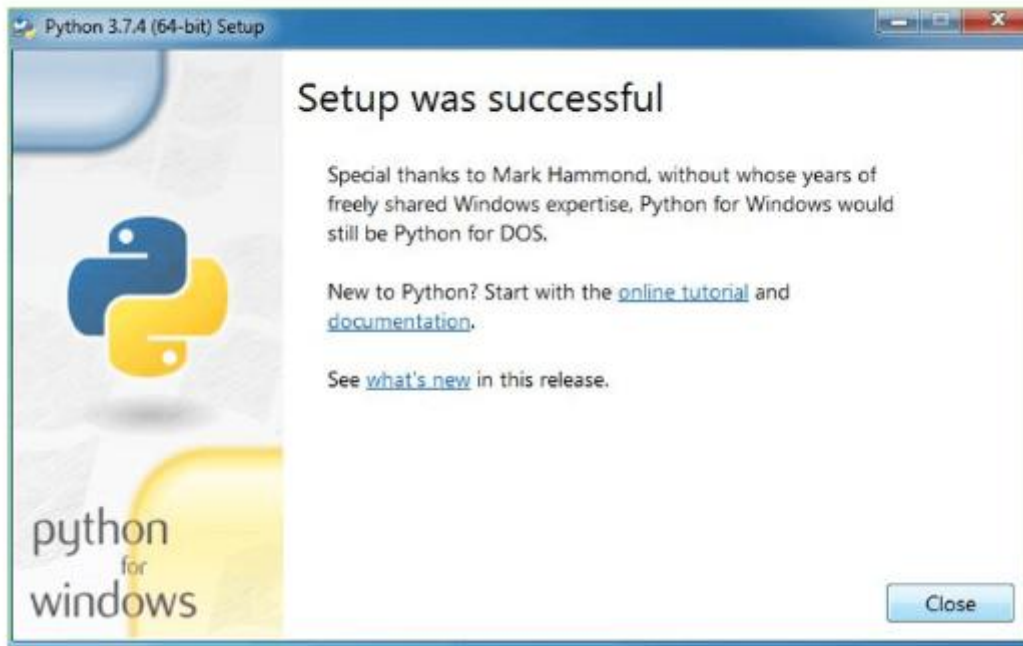 Python 3.7.4 (64-bit) Setup
Setup was successful
Special thanks to Mark Hammond, without whose years of
freely shared Windows expertise, Python for Windows would
still be Python for DOS.
New to Python? Start with the online tutorial and
documentation.
See what's new in this release.
python
for
windows
Close